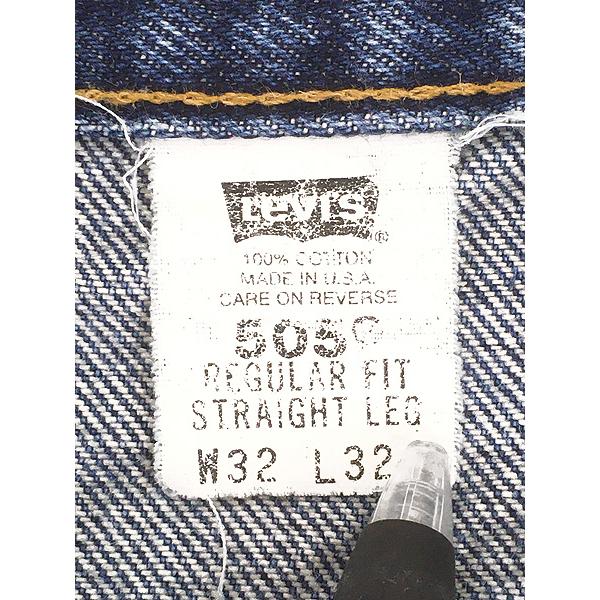 Levi's®
100% COTTON
MADE IN U.S.A.
CARE ON REVERSE
505®
REGULAR FIT
STRAIGHT LEG
W32 L32